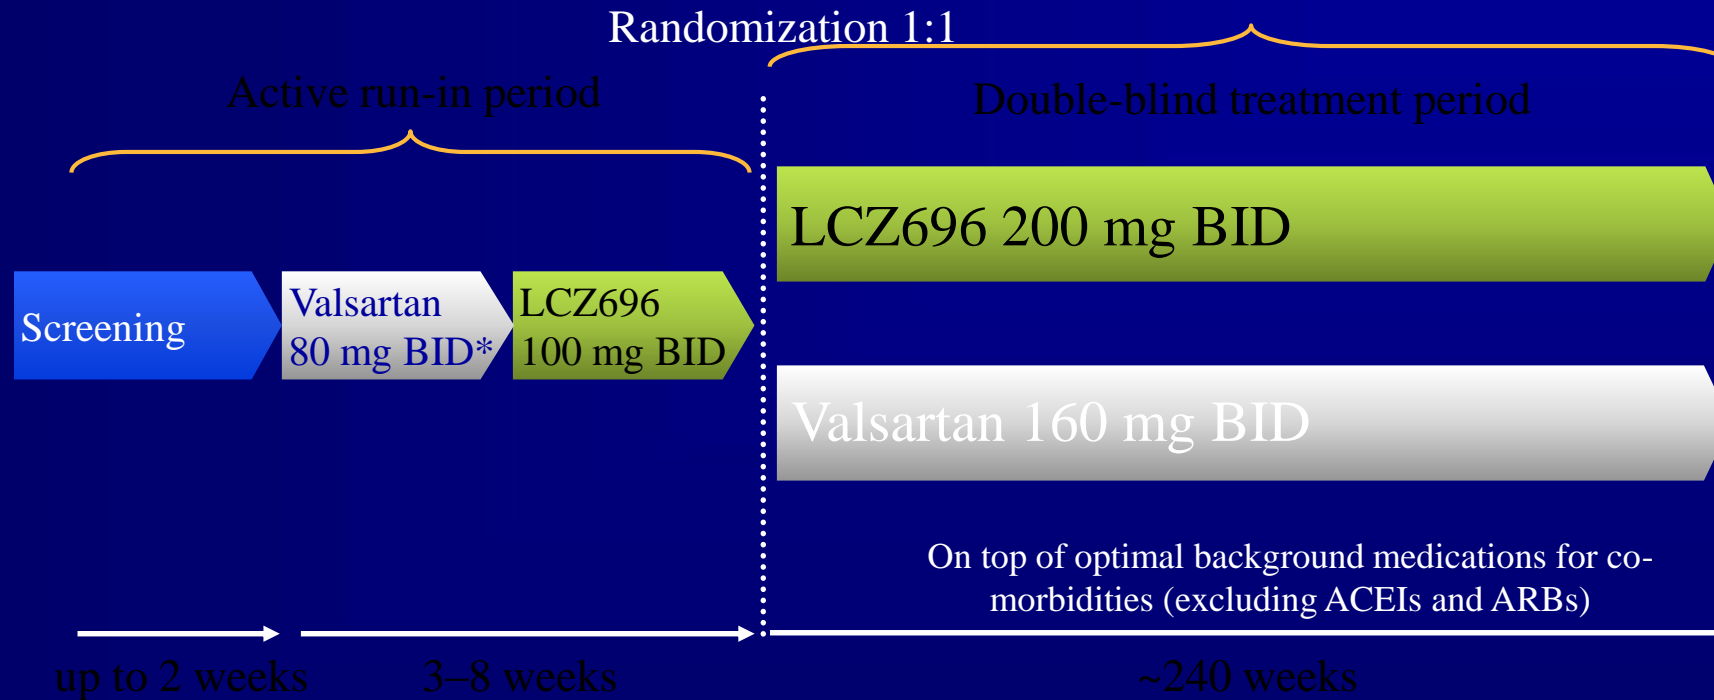 Randomization 1:1
Active run-in period
Double-blind treatment period
LCZ696 200 mg BID
Screening
Valsartan
80 mg BID*
LCZ696
100 mg BID
Valsartan 160 mg BID
On top of optimal background medications for co-
morbidities (excluding ACEIs and ARBs)
up to 2 weeks
3–8 weeks
~240 weeks